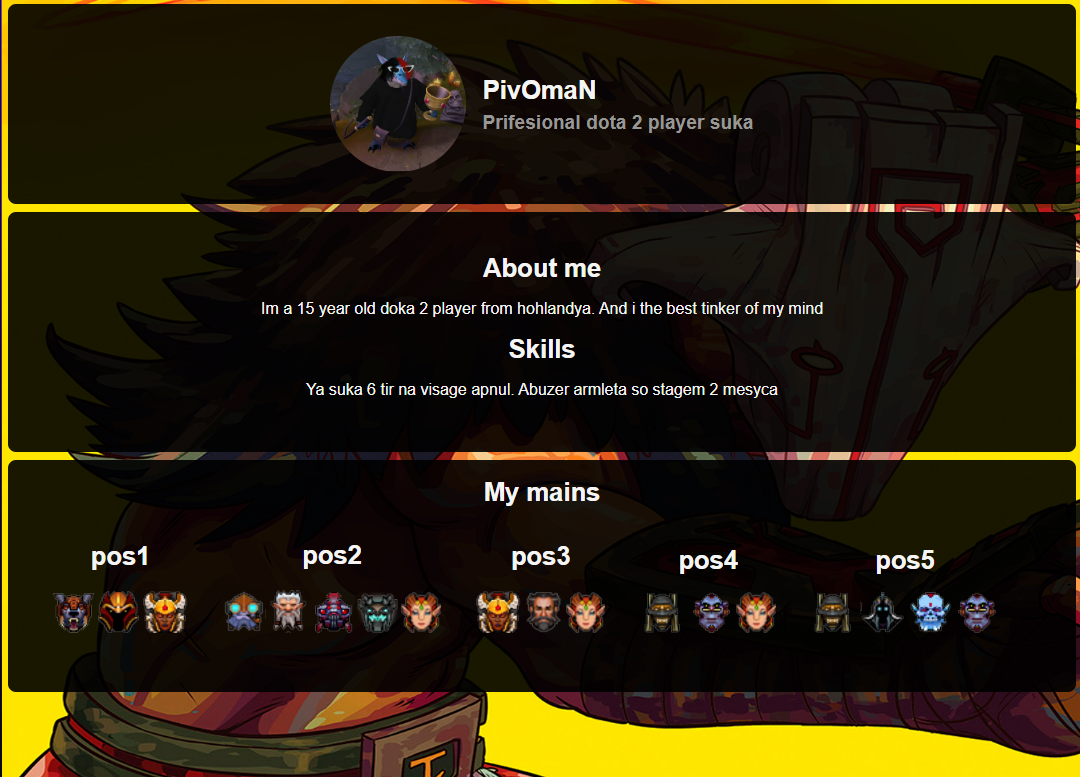 PivOmaN
Prifesional dota 2 player suka
About me
Im a 15 year old doka 2 player from hohlandya. And i the best tinker of my mind
Skills
Ya suka 6 tir na visage apnul. Abuzer armleta so stagem 2 mesyca
My mains
pos1 pos2 pos3 pos4 pos5